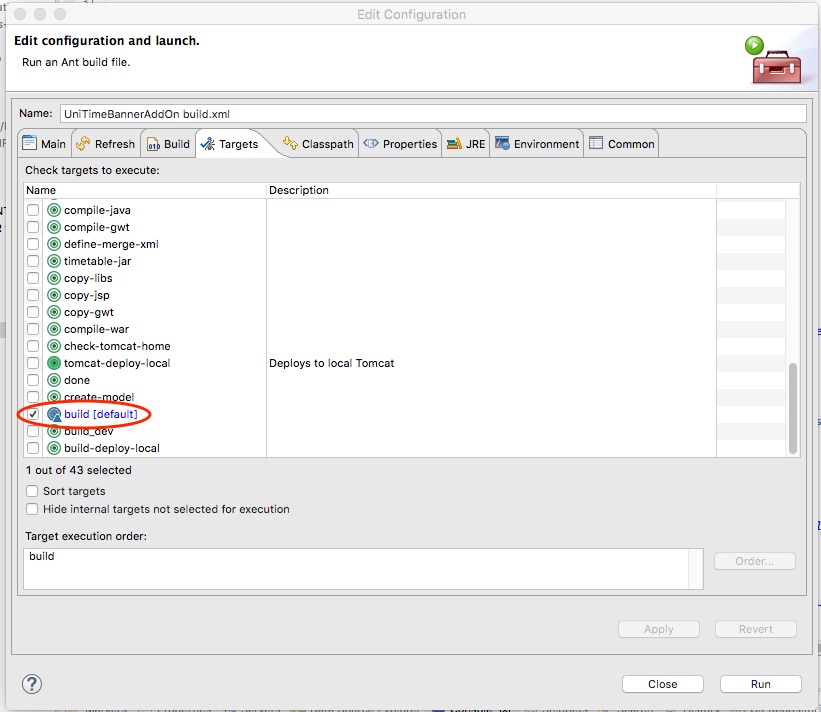 Edit Configuration
Edit configuration and launch.
Run an Ant build file.
Name: UniTimeBannerAddOn build.xml
Main Refresh Build Targets Classpath Properties JRE Environment Common
Check targets to execute:
Name Description
compile-java
compile-gwt
define-merge-xml
timetable-jar
copy-libs
copy-jsp
copy-gwt
compile-war
check-tomcat-home
tomcat-deploy-local Deploys to local Tomcat
done
create-model
build [default]
build_dev
build-deploy-local
1 out of 43 selected
Sort targets
Hide internal targets not selected for execution
Target execution order:
build
Order...
Apply Revert
? Close Run